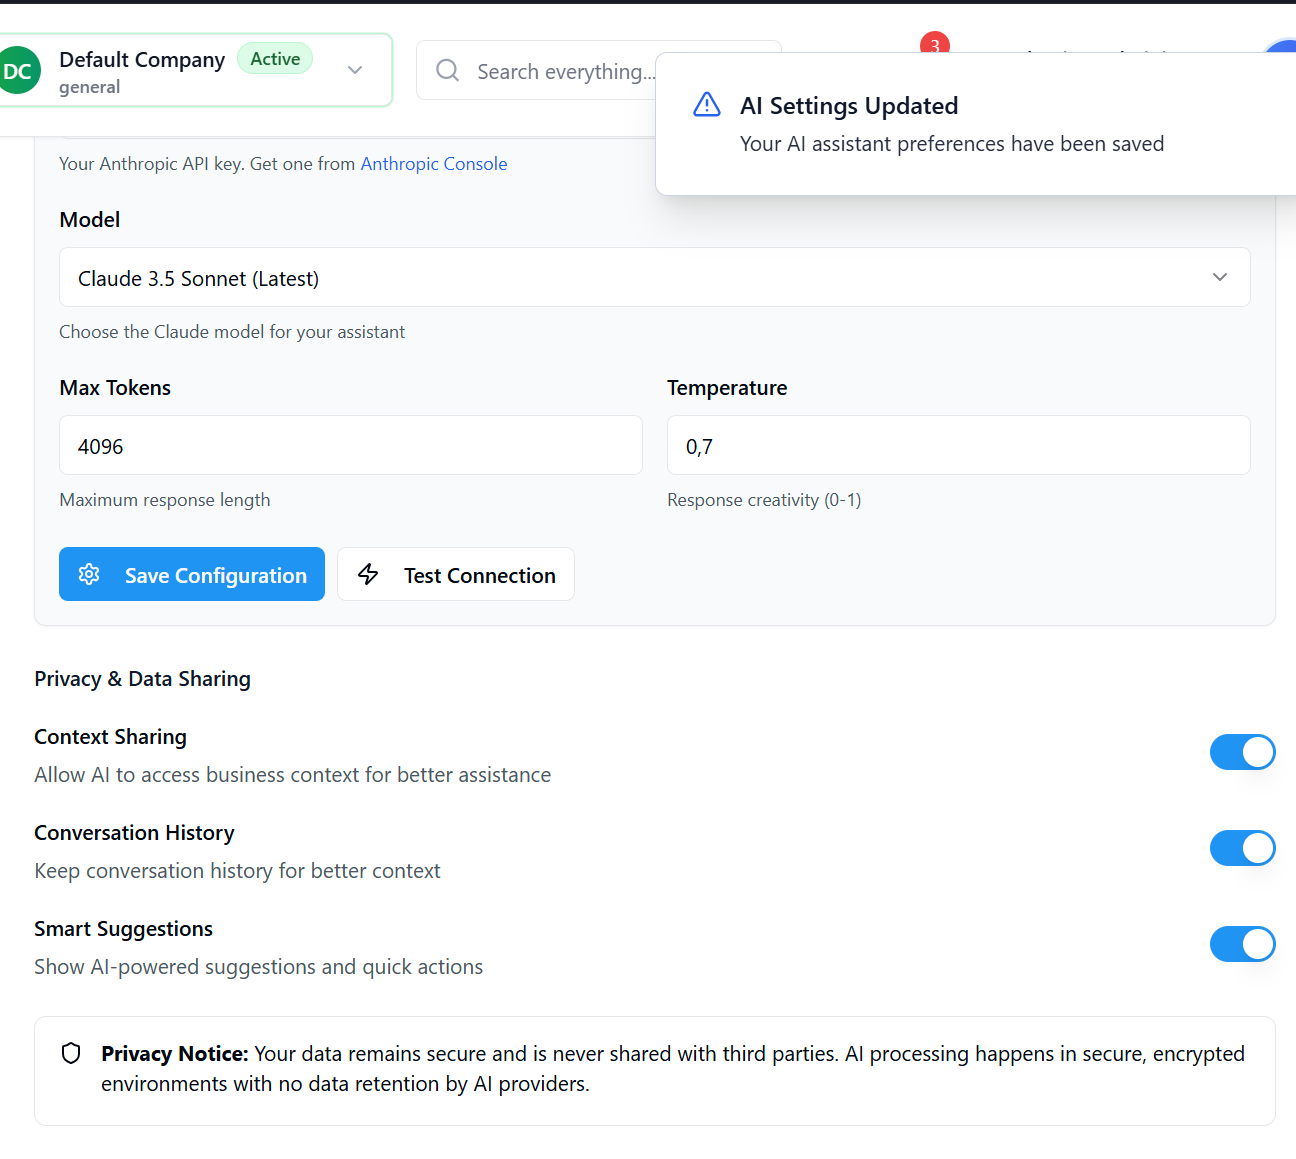 DC
Default Company
Active
general
Search everything...
3
AI Settings Updated
Your AI assistant preferences have been saved
Your Anthropic API key. Get one from Anthropic Console
Model
Claude 3.5 Sonnet (Latest)
Choose the Claude model for your assistant
Max Tokens
Temperature
4096
0,7
Maximum response length
Response creativity (0-1)
Save Configuration
Test Connection
Privacy & Data Sharing
Context Sharing
Allow AI to access business context for better assistance
Conversation History
Keep conversation history for better context
Smart Suggestions
Show AI-powered suggestions and quick actions
Privacy Notice: Your data remains secure and is never shared with third parties. AI processing happens in secure, encrypted
environments with no data retention by AI providers.